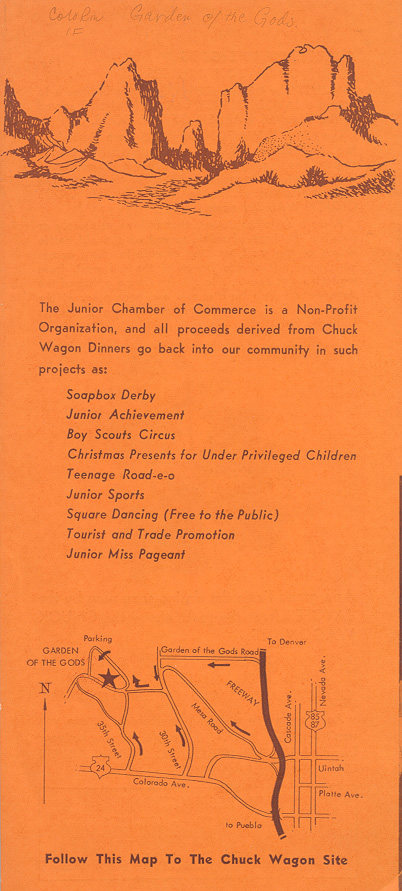 Garden of the Gods.
The Junior Chamber of Commerce is a Non-Profit
Organization, and all proceeds derived from Chuck
Wagon Dinners go back into our community in such
projects as:
Soapbox Derby
Junior Achievement
Boy Scouts Circus
Christmas Presents for Under Privileged Children
Teenage Road-e-o
Junior Sports
Square Dancing (Free to the Public)
Tourist and Trade Promotion
Junior Miss Pageant
Parking
GARDEN
OF THE GODS
Garden of the Gods Road
To Denver
N
FREEWAY
Mesa Road
Cascade Ave.
Nevada Ave.
85
87
35th Street
30th Street
24
Colorado Ave.
Uintah
Platte Ave.
to Pueblo
Follow This Map To The Chuck Wagon Site